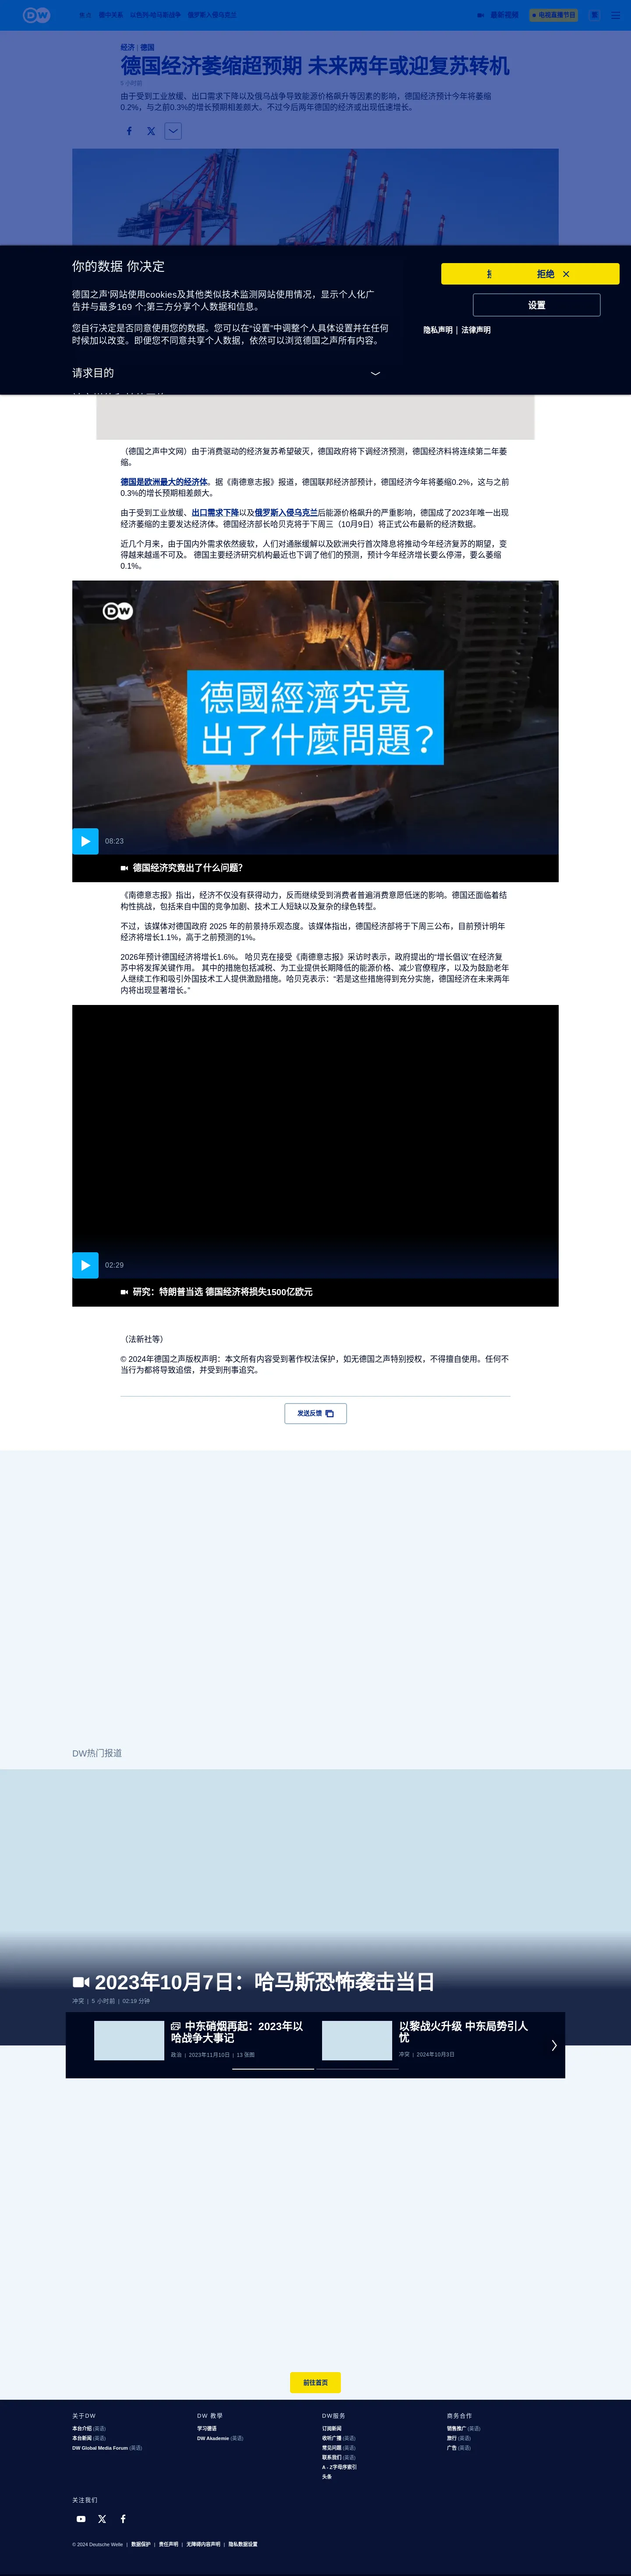 DW
热点 德中关系 以色列-哈马斯战争 俄罗斯入侵乌克兰
最新视频
电视直播节目
繁
经济 | 德国
德国经济萎缩超预期 未来两年或迎复苏转机
5 小时前
由于受到工业放缓、出口需求下降以及俄乌战争导致能源价格飙升等因素的影响，德国经济预计今年将萎缩
0.2%，与之前0.3%的增长预期相差颇大。不过今后两年德国的经济或出现低速增长。
你的数据 你决定
德国之声'网站使用cookies及其他类似技术监测网站使用情况，显示个人化广
告并与最多169 个;第三方分享个人数据和信息。
您自行决定是否同意使用您的数据。您可以在“设置”中调整个人具体设置并在任何
时候加以改变。即便您不同意共享个人数据，依然可以浏览德国之声所有内容。
请求目的
拒绝
设置
隐私声明 | 法律声明
（德国之声中文网）由于消费驱动的经济复苏希望破灭，德国政府将下调经济预测，德国经济料将连续第二年萎
缩。
德国是欧洲最大的经济体。据《南德意志报》报道，德国联邦经济部预计，德国经济今年将萎缩0.2%，这与之前
0.3%的增长预期相差颇大。
由于受到工业放缓、出口需求下降以及俄罗斯入侵乌克兰后能源价格飙升的严重影响，德国成了2023年唯一出现
经济萎缩的主要发达经济体。德国经济部长哈贝克将于下周三（10月9日）将正式公布最新的经济数据。
近几个月来，由于国内外需求依然疲软，人们对通胀缓解以及欧洲央行首次降息将推动今年经济复苏的期望，变
得越来越遥不可及。 德国主要经济研究机构最近也下调了他们的预测，预计今年经济增长要么停滞，要么萎缩
0.1%。
DW
德國經濟究竟
出了什麼問題？
08:23
德国经济究竟出了什么问题？
《南德意志报》指出，经济不仅没有获得动力，反而继续受到消费者普遍消费意愿低迷的影响。德国还面临着结
构性挑战，包括来自中国的竞争加剧、技术工人短缺以及复杂的绿色转型。
不过，该媒体对德国政府 2025 年的前景持乐观态度。该媒体指出，德国经济部将于下周三公布，目前预计明年
经济将增长1.1%，高于之前预测的1%。
2026年预计德国经济将增长1.6%。 哈贝克在接受《南德意志报》采访时表示，政府提出的“增长倡议”在经济复
苏中将发挥关键作用。 其中的措施包括减税、为工业提供长期降低的能源价格、减少官僚程序，以及为鼓励老年
人继续工作和吸引外国技术工人提供激励措施。哈贝克表示：“若是这些措施得到充分实施，德国经济在未来两年
内将出现显著增长。”
02:29
研究：特朗普当选 德国经济将损失1500亿欧元
（法新社等）
© 2024年德国之声版权声明：本文所有内容受到著作权法保护，如无德国之声特别授权，不得擅自使用。任何不
当行为都将导致追偿，并受到刑事追究。
发送反馈
DW热门报道
2023年10月7日：哈马斯恐怖袭击当日
冲突 | 5 小时前 | 02:19 分钟
中东硝烟再起：2023年以
哈战争大事记
政治 | 2023年11月10日 | 13 张图
以黎战火升级 中东局势引人
忧
冲突 | 2024年10月3日
前往首页
关于DW
本台介绍 (英语)
本台新闻 (英语)
DW Global Media Forum (英语)
DW 教学
学习德语
DW Akademie (英语)
DW服务
订阅新闻
收听广播 (英语)
常见问题 (英语)
联系我们 (英语)
A - Z字母序索引
头条
商务合作
销售推广 (英语)
旅行 (英语)
广告 (英语)
关注我们
© 2024 Deutsche Welle | 数据保护 | 责任声明 | 无障碍内容声明 | 隐私数据设置